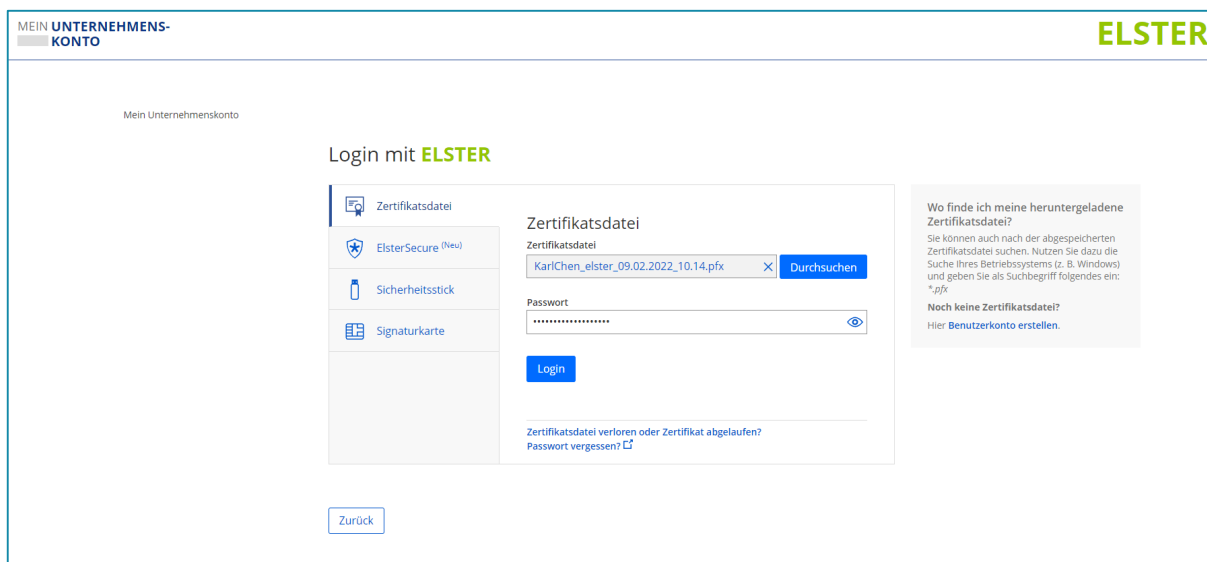 MEIN UNTERNEHMENS-
KONTO
ELSTER
Mein Unternehmenskonto
Login mit ELSTER
Zertifikatsdatei
ElsterSecure (Neu)
Sicherheitsstick
Signaturkarte
Zertifikatsdatei
Zertifikatsdatei
KarlChen_elster_09.02.2022_10.14.pfx
Durchsuchen
Passwort
••••••••••••••••••
Login
Zertifikatsdatei verloren oder Zertifikat abgelaufen?
Passwort vergessen?
Wo finde ich meine heruntergeladene
Zertifikatsdatei?
Sie können auch nach der abgespeicherten
Zertifikatsdatei suchen. Nutzen Sie dazu die
Suche Ihres Betriebssystems (z. B. Windows)
und geben Sie als Suchbegriff folgendes ein:
*.pfx
Noch keine Zertifikatsdatei?
Hier Benutzerkonto erstellen.
Zurück